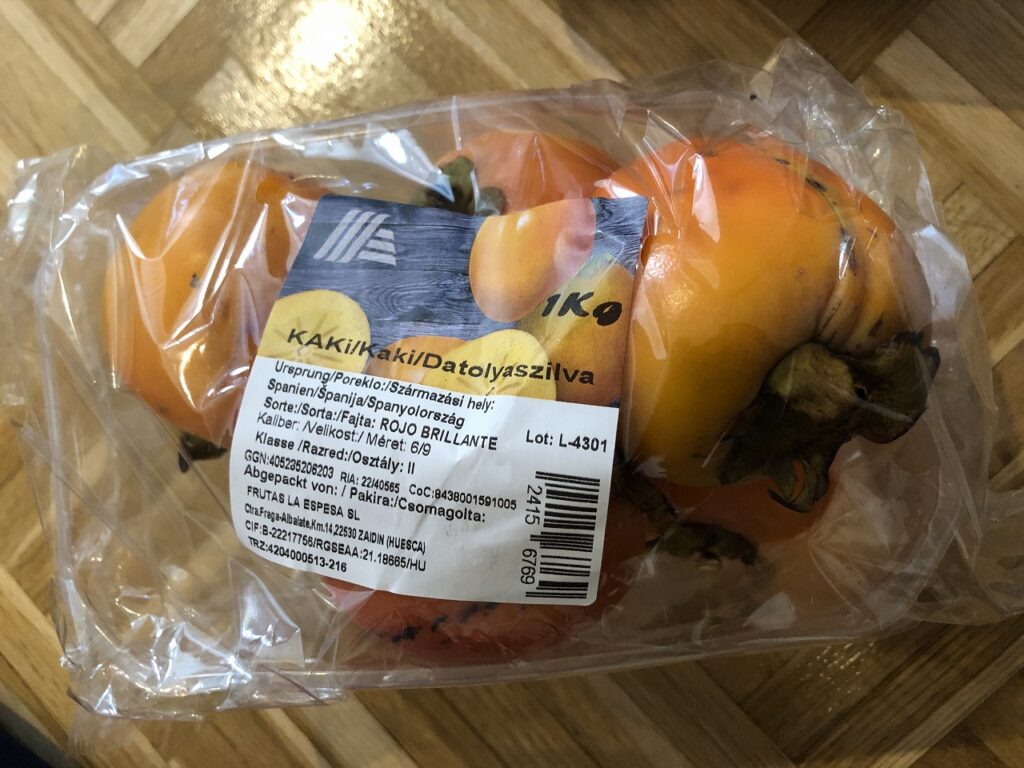 1Kg
KAKi/Kaki/Datolyaszilva
Ursprung/Poreklo:/Származási hely:
Spanien/Španija/Spanyolország
Sorte:/Sorta:/Fajta: ROJO BRILLANTE
Kaliber: /Velikost:/ Méret: 6/9
Lot: L-4301
Klasse /Razred:/Osztály: II
GGN:405235206203 RIA: 22/40565 CoC:8438001591005
Abgepackt von: / Pakira:/Csomagolta:
FRUTAS LA ESPESA SL
Ctra.Fraga-Albalate,Km.14,22530 ZAIDIN (HUESCA)
CIF:B-22217756/RGSEAA:21.18665/HU
TRZ:4204000513-216
2415 6769